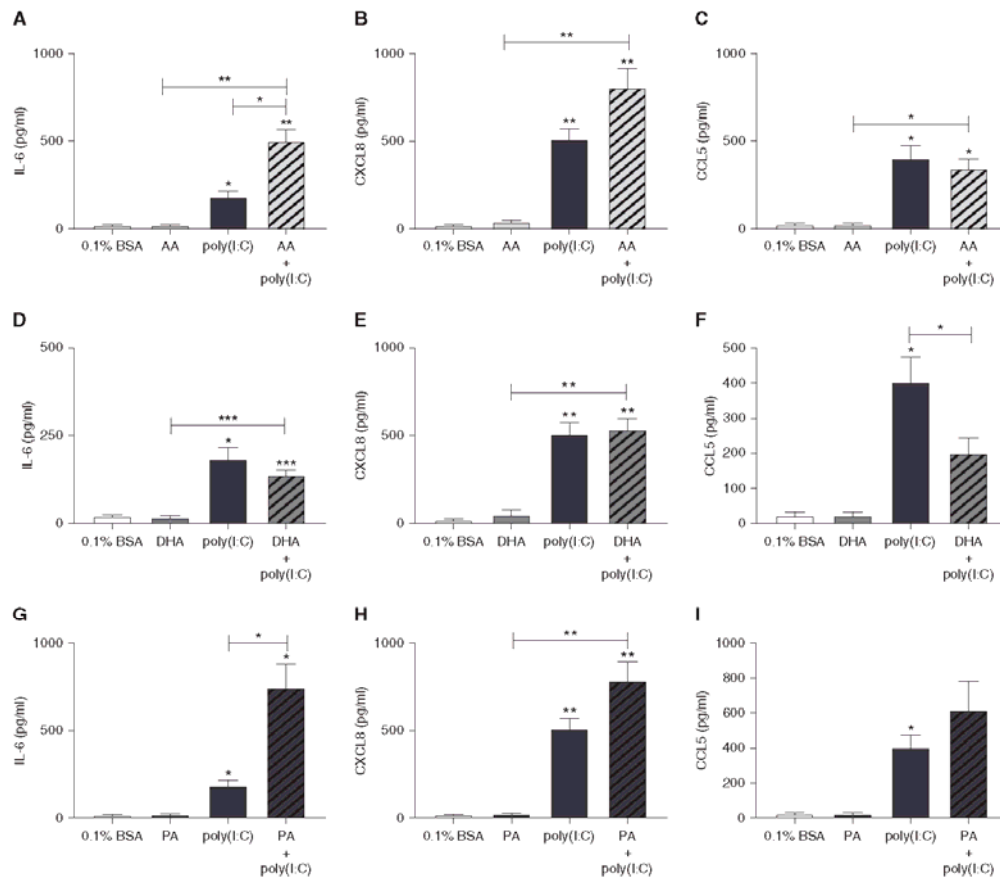 A
IL-6 (pg/ml)
1000
500
0
**
*
*
**
0.1% BSA AA poly(I:C) AA
+
poly(I:C)
B
CXCL8 (pg/ml)
1000
500
0
**
**
**
0.1% BSA AA poly(I:C) AA
+
poly(I:C)
C
CCL5 (pg/ml)
1000
500
0
*
*
*
0.1% BSA AA poly(I:C) AA
+
poly(I:C)
D
IL-6 (pg/ml)
500
250
0
***
*
***
0.1% BSA DHA poly(I:C) DHA
+
poly(I:C)
E
CXCL8 (pg/ml)
1000
500
0
**
**
**
0.1% BSA DHA poly(I:C) DHA
+
poly(I:C)
F
CCL5 (pg/ml)
500
400
300
200
100
0
*
*
0.1% BSA DHA poly(I:C) DHA
+
poly(I:C)
G
IL-6 (pg/ml)
1000
500
0
*
*
*
0.1% BSA PA poly(I:C) PA
+
poly(I:C)
H
CXCL8 (pg/ml)
1000
500
0
**
**
**
0.1% BSA PA poly(I:C) PA
+
poly(I:C)
I
CCL5 (pg/ml)
1000
800
600
400
200
0
*
0.1% BSA PA poly(I:C) PA
+
poly(I:C)